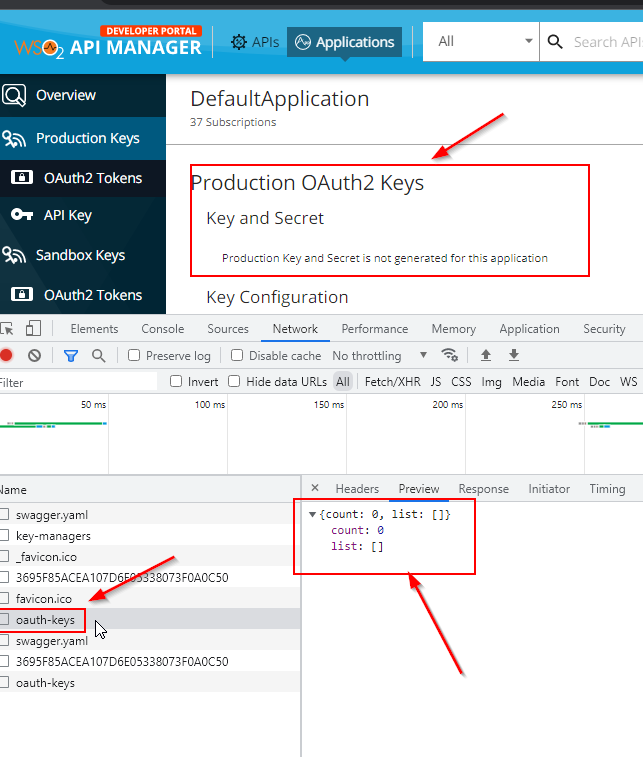 DEVELOPER PORTAL
WSO2 API MANAGER
APIs
Applications
All
Search APIs
Overview
Production Keys
OAuth2 Tokens
API Key
Sandbox Keys
OAuth2 Tokens
DefaultApplication
37 Subscriptions
Production OAuth2 Keys
Key and Secret
Production Key and Secret is not generated for this application
Key Configuration
Elements Console Sources Network Performance Memory Application Security
Preserve log Disable cache No throttling
Filter Invert Hide data URLs All Fetch/XHR JS CSS Img Media Font Doc WS
50 ms 100 ms 150 ms 200 ms 250 ms
Name
swagger.yaml
key-managers
_favicon.ico
3695F85ACEA107D6E05338073F0A0C50
favicon.ico
oauth-keys
swagger.yaml
3695F85ACEA107D6E05338073F0A0C50
oauth-keys
× Headers Preview Response Initiator Timing
▼{count: 0, list: []}
count: 0
list: []